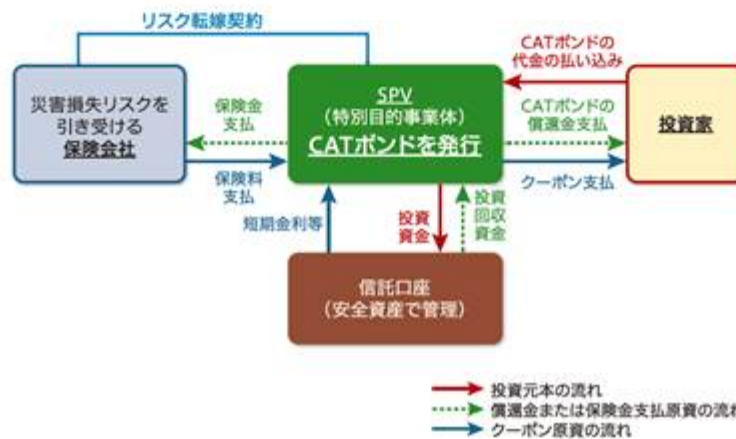 リスク転嫁契約
災害損失リスクを
引き受ける
保険会社
保険金
支払
保険料
支払
SPV
（特別目的事業体）
CATボンドを発行
CATボンドの
代金の払い込み
CATボンドの
償還金支払
クーポン支払
投資家
短期金利等
投資
資金
投資
回収
資金
信託口座
（安全資産で管理）
投資元本の流れ
償還金または保険金支払原資の流れ
クーポン原資の流れ